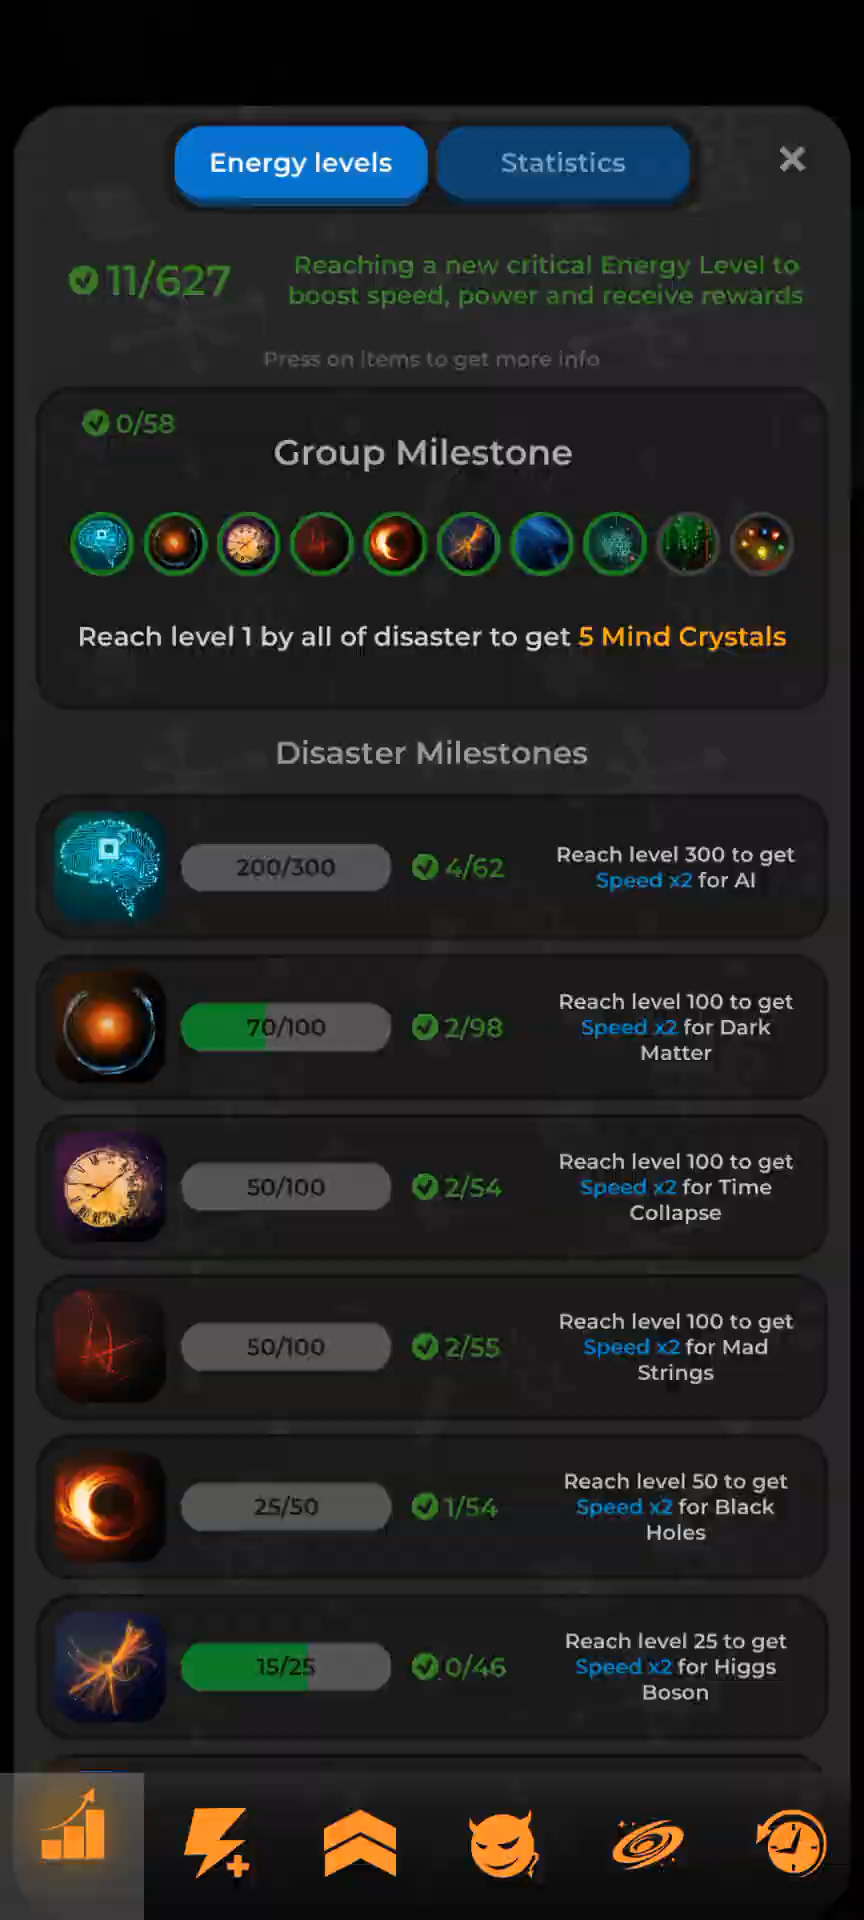 Energy levels
Statistics
11/627
Reaching a new critical Energy Level to
boost speed, power and receive rewards
Press on items to get more info
0/58
Group Milestone
Reach level 1 by all of disaster to get 5 Mind Crystals
Disaster Milestones
200/300
4/62
Reach level 300 to get
Speed x2 for AI
70/100
2/98
Reach level 100 to get
Speed x2 for Dark
Matter
50/100
2/54
Reach level 100 to get
Speed x2 for Time
Collapse
50/100
2/55
Reach level 100 to get
Speed x2 for Mad
Strings
25/50
1/54
Reach level 50 to get
Speed x2 for Black
Holes
15/25
0/46
Reach level 25 to get
Speed x2 for Higgs
Boson